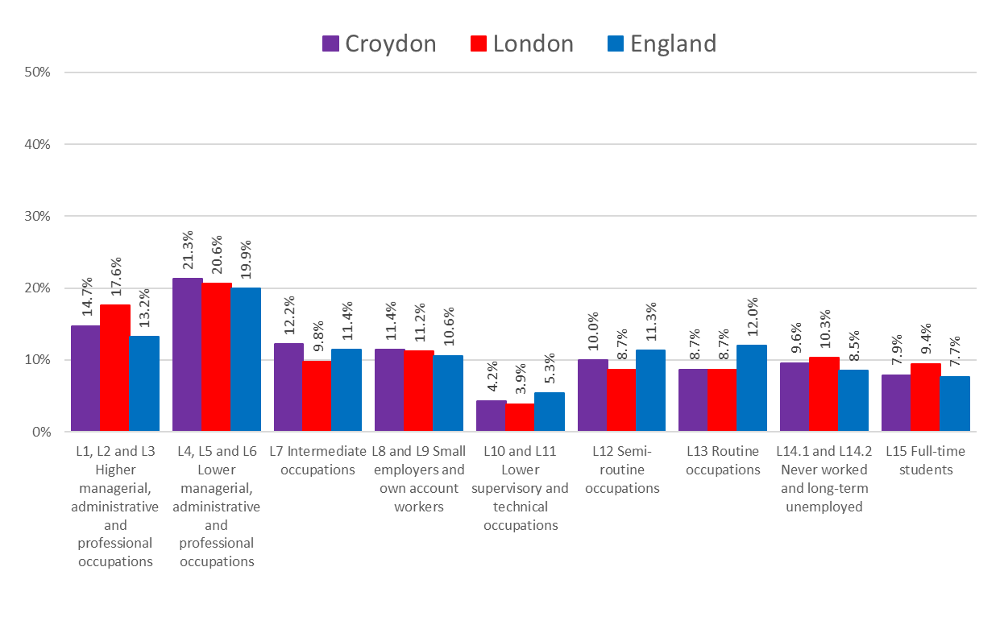 Croydon London England
50%
40%
30%
20%
10%
0%
14.7% 17.6% 13.2% 21.3% 20.6% 19.9% 12.2% 9.8% 11.4% 11.4% 11.2% 10.6% 4.2% 3.9% 5.3% 10.0% 8.7% 11.3% 8.7% 8.7% 12.0% 9.6% 10.3% 8.5% 7.9% 9.4% 7.7%
L1, L2 and L3
Higher
managerial,
administrative
and
professional
occupations
L4, L5 and L6
Lower
managerial,
administrative
and
professional
occupations
L7 Intermediate
occupations
L8 and L9 Small
employers and
own account
workers
L10 and L11
Lower
supervisory and
technical
occupations
L12 Semi-
routine
occupations
L13 Routine
occupations
L14.1 and L14.2
Never worked
and long-term
unemployed
L15 Full-time
students